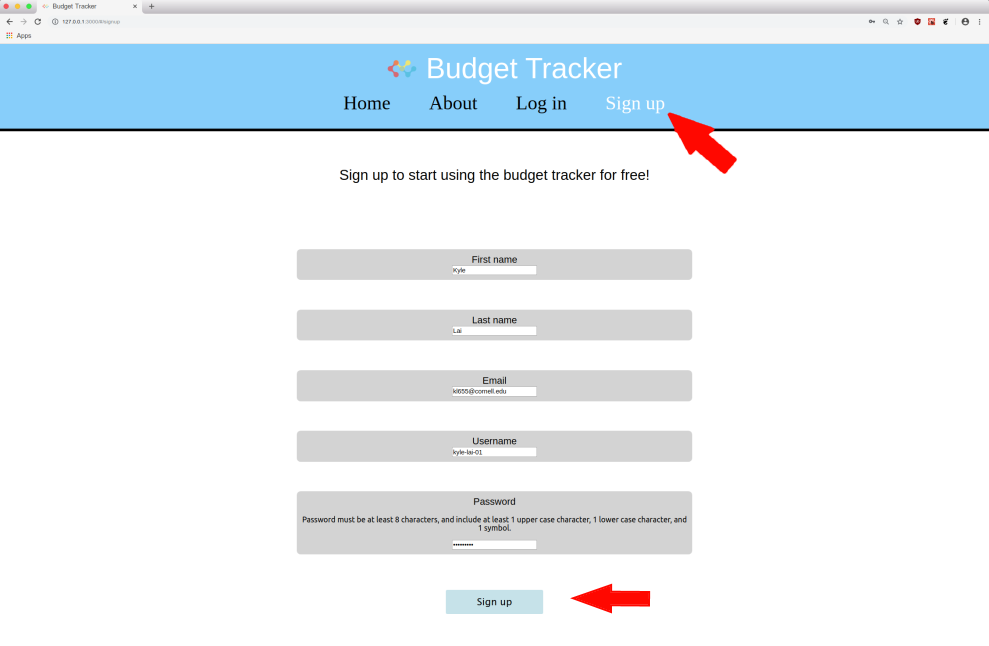 Budget Tracker
127.0.0.1:3000/#/signup
Apps
Budget Tracker
Home About Log in Sign up
Sign up to start using the budget tracker for free!
First name
Kyle
Last name
Lai
Email
kl655@cornell.edu
Username
kyle-lai-01
Password
Password must be at least 8 characters, and include at least 1 upper case character, 1 lower case character, and
1 symbol.
•••••••••
Sign up